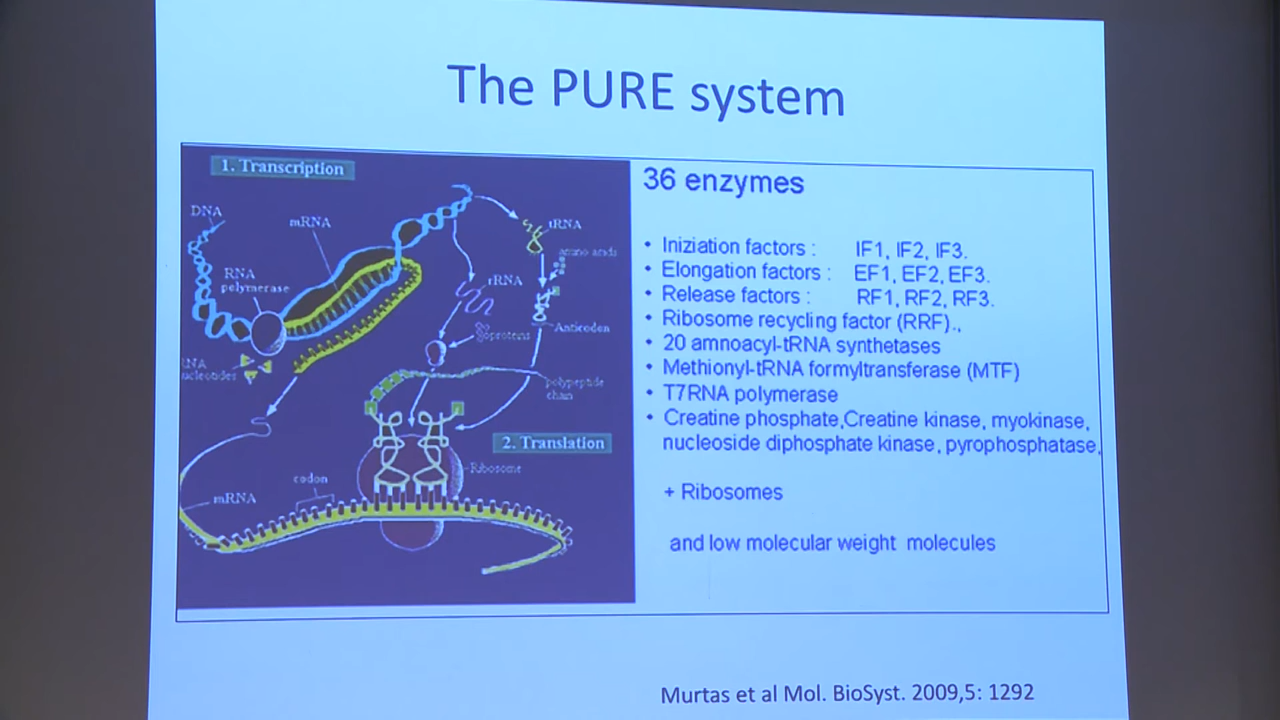 The PURE system
1. Transcription
DNA
mRNA
tRNA
amino acids
RNA
polymerase
rRNA
Anticodon
proteins
nucleotides
polypeptide
chain
2. Translation
Ribosome
codon
mRNA
36 enzymes
• Iniziation factors : IF1, IF2, IF3.
• Elongation factors : EF1, EF2, EF3.
• Release factors : RF1, RF2, RF3.
• Ribosome recycling factor (RRF).,
• 20 amnoacyl-tRNA synthetases
• Methionyl-tRNA formyltransferase (MTF)
• T7RNA polymerase
• Creatine phosphate,Creatine kinase, myokinase,
nucleoside diphosphate kinase, pyrophosphatase,
+ Ribosomes
and low molecular weight molecules
Murtas et al Mol. BioSyst. 2009,5: 1292